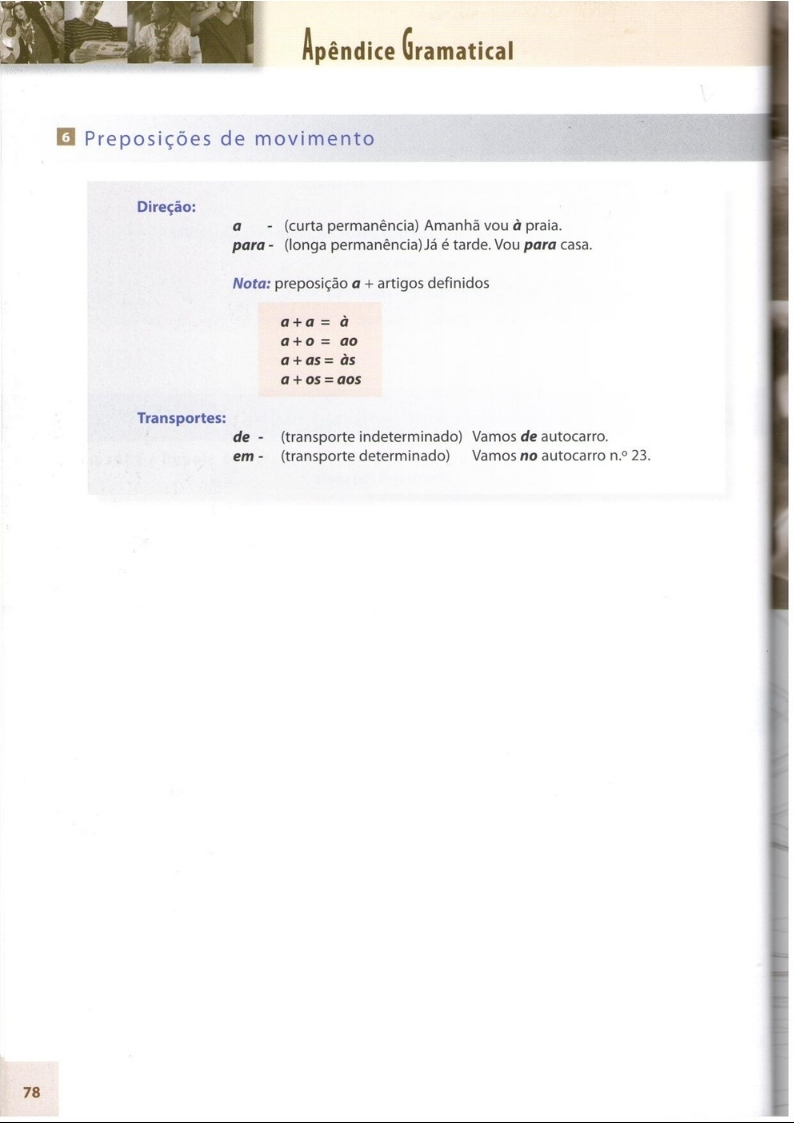 Apêndice Gramatical
6 Preposições de movimento
Direção:
a - (curta permanência) Amanhã vou à praia.
para - (longa permanência) Já é tarde. Vou para casa.
Nota: preposição a + artigos definidos
a + a = à
a + o = ao
a + as = às
a + os = aos
Transportes:
de - (transporte indeterminado) Vamos de autocarro.
em - (transporte determinado) Vamos no autocarro n.º 23.
78